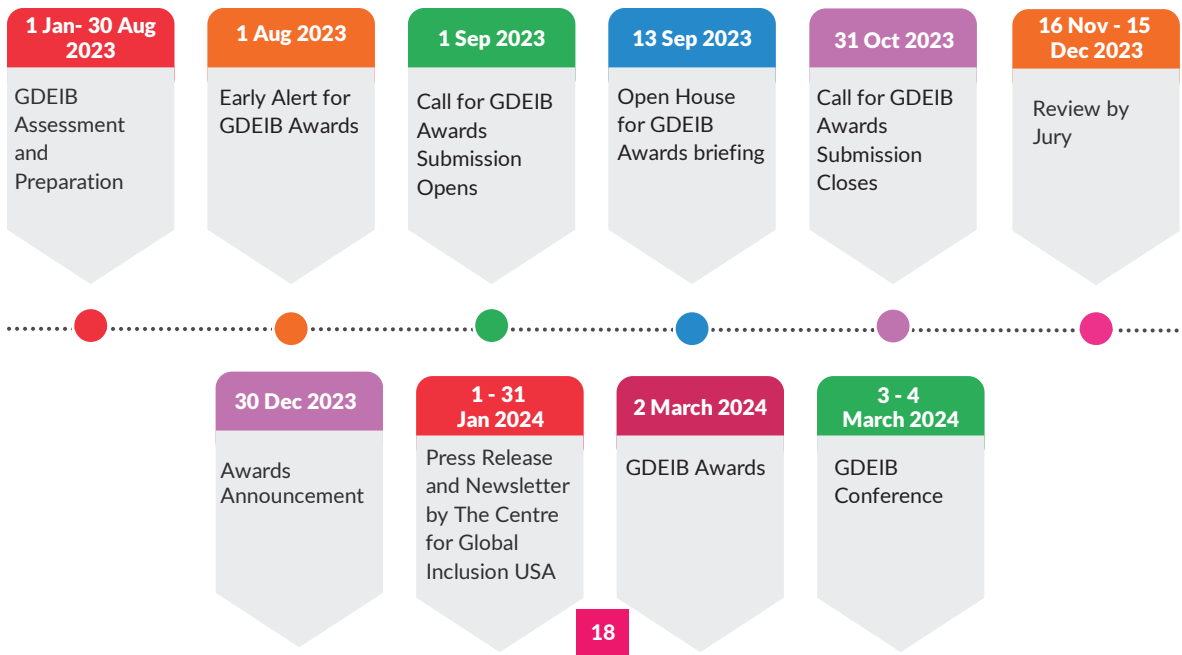 1 Jan- 30 Aug
2023
GDEIB
Assessment
and
Preparation
1 Aug 2023
Early Alert for
GDEIB Awards
1 Sep 2023
Call for GDEIB
Awards
Submission
Opens
13 Sep 2023
Open House
for GDEIB
Awards briefing
31 Oct 2023
Call for GDEIB
Awards
Submission
Closes
16 Nov - 15
Dec 2023
Review by
Jury
30 Dec 2023
Awards
Announcement
1 - 31
Jan 2024
Press Release
and Newsletter
by The Centre
for Global
Inclusion USA
2 March 2024
GDEIB Awards
3 - 4
March 2024
GDEIB
Conference
18